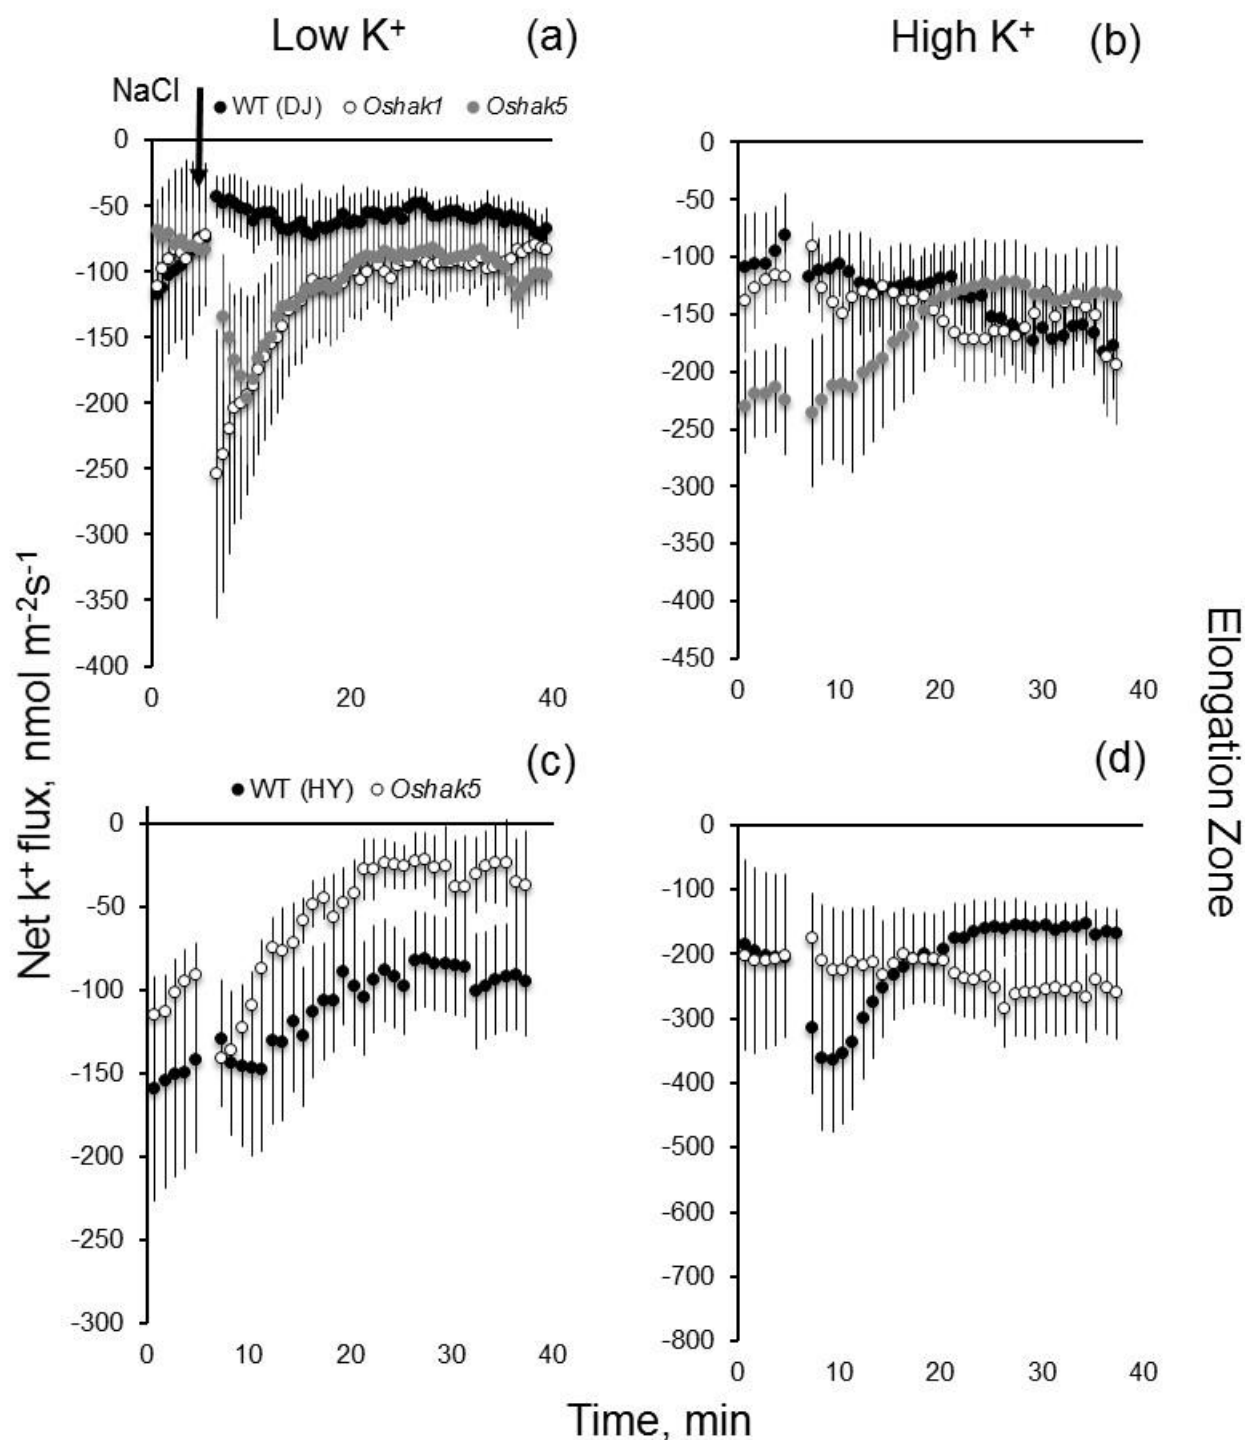 Low K⁺ (a)
High K⁺ (b)
NaCl
WT (DJ) Oshak1 Oshak5
0
-50
-100
-150
-200
-250
-300
-350
-400
0 20 40
0
-50
-100
-150
-200
-250
-300
-350
-400
-450
0 10 20 30 40
(c)
WT (HY) Oshak5
0
-50
-100
-150
-200
-250
-300
0 10 20 30 40
(d)
0
-100
-200
-300
-400
-500
-600
-700
-800
0 10 20 30 40
Net k⁺ flux, nmol m⁻²s⁻¹
Elongation Zone
Time, min